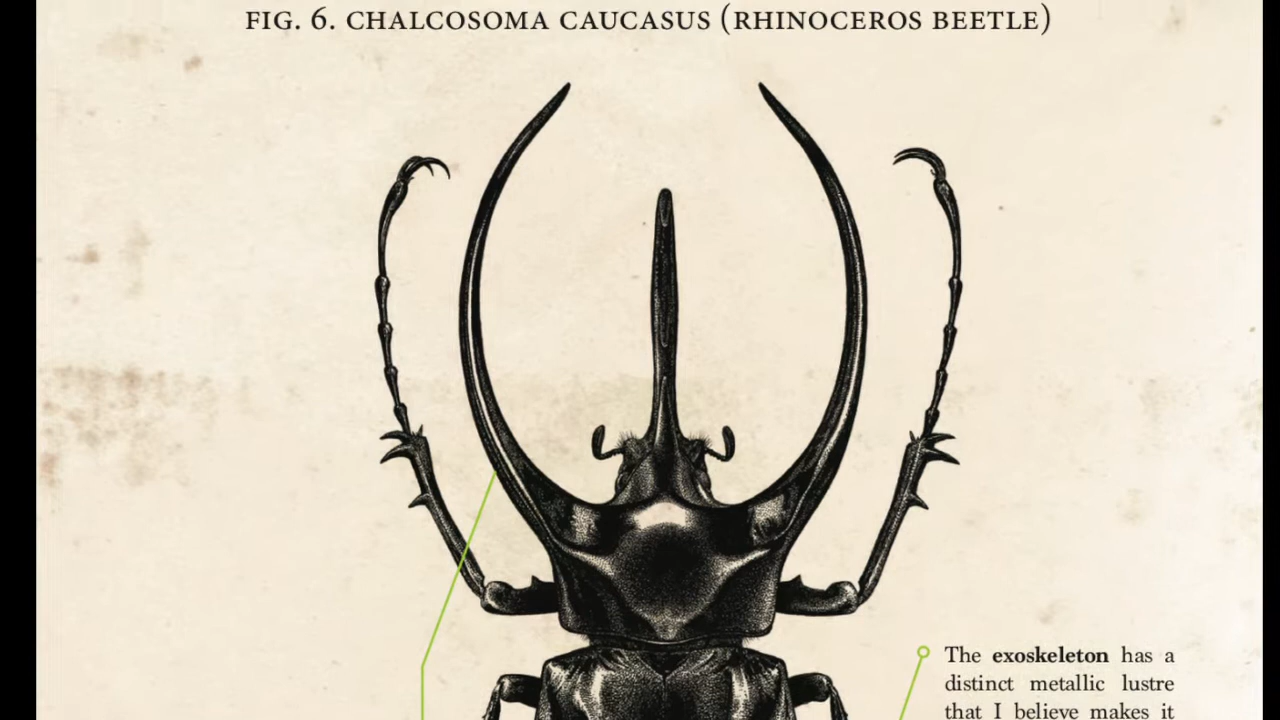 FIG. 6. CHALCOSOMA CAUCASUS (RHINOCEROS BEETLE)
The exoskeleton has a
distinct metallic lustre
that I believe makes it